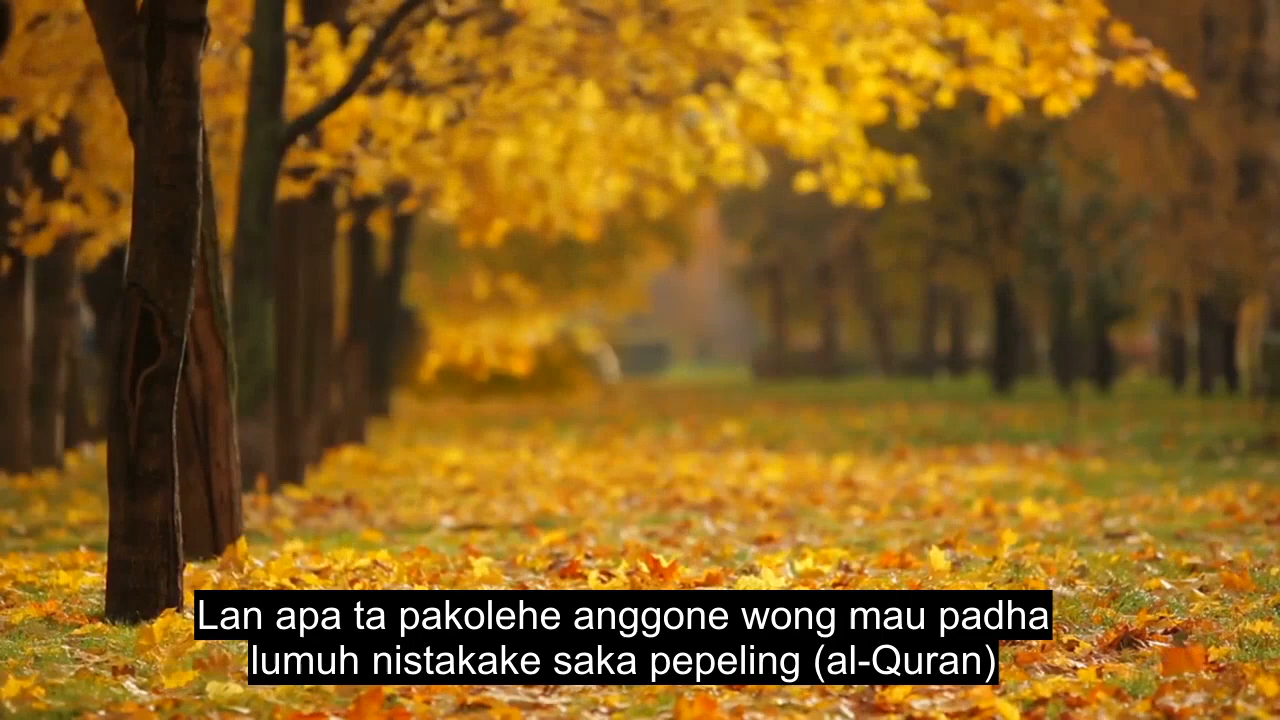 Lan apa ta pakolehe anggone wong mau padha
lumuh nistakake saka pepeling (al-Quran)